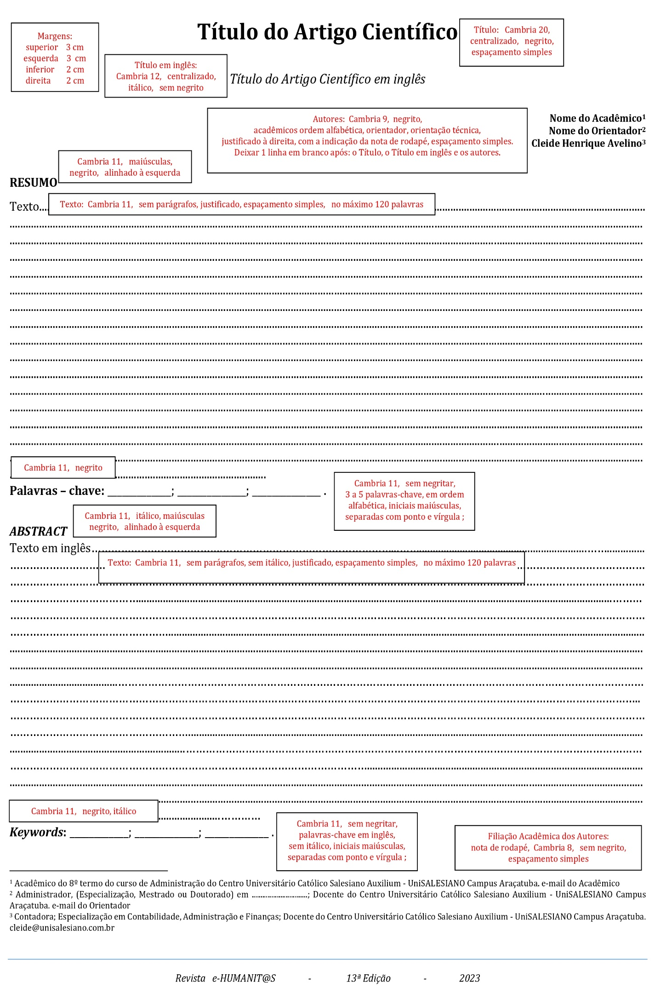 Título do Artigo Científico
Margens:
superior 3 cm
esquerda 3 cm
inferior 2 cm
direita 2 cm
Título: Cambria 20,
centralizado, negrito,
espaçamento simples
Título em inglês:
Cambria 12, centralizado,
itálico, sem negrito
Título do Artigo Científico em inglês
Autores: Cambria 9, negrito,
acadêmicos ordem alfabética, orientador, orientação técnica,
justificado à direita, com a indicação da nota de rodapé, espaçamento simples.
Deixar 1 linha em branco após: o Título, o Título em inglês e os autores.
Nome do Acadêmico¹
Nome do Orientador²
Cleide Henrique Avelino³
Cambria 11, maiúsculas,
negrito, alinhado à esquerda
RESUMO
Texto....
Texto: Cambria 11, sem parágrafos, justificado, espaçamento simples, no máximo 120 palavras
Cambria 11, negrito
Palavras – chave: _____________; ______________; ______________ .
Cambria 11, sem negritar,
3 a 5 palavras-chave, em ordem
alfabética, iniciais maiúsculas,
separadas com ponto e vírgula ;
Cambria 11, itálico, maiúsculas
negrito, alinhado à esquerda
ABSTRACT
Texto em inglês...
Texto: Cambria 11, sem parágrafos, sem itálico, justificado, espaçamento simples, no máximo 120 palavras
Cambria 11, negrito, itálico
Keywords: ____________; _____________; _____________ .
Cambria 11, sem negritar,
palavras-chave em inglês,
sem itálico, iniciais maiúsculas,
separadas com ponto e vírgula ;
Filiação Acadêmica dos Autores:
nota de rodapé, Cambria 8, sem negrito,
espaçamento simples
¹ Acadêmico do 8º termo do curso de Administração do Centro Universitário Católico Salesiano Auxilium - UniSALESIANO Campus Araçatuba. e-mail do Acadêmico
² Administrador, (Especialização, Mestrado ou Doutorado) em ...............................; Docente do Centro Universitário Católico Salesiano Auxilium - UniSALESIANO Campus
Araçatuba. e-mail do Orientador
³ Contadora; Especialização em Contabilidade, Administração e Finanças; Docente do Centro Universitário Católico Salesiano Auxilium - UniSALESIANO Campus Araçatuba.
cleide@unisalesiano.com.br
Revista e-HUMANIT@S - 13ª Edição - 2023